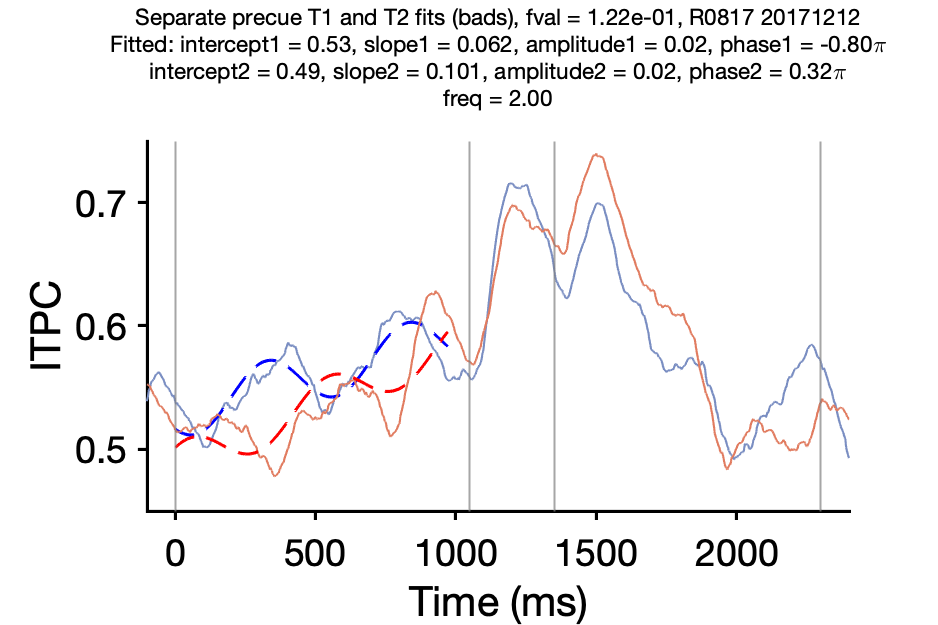 Separate precue T1 and T2 fits (bads), fval = 1.22e-01, R0817 20171212
Fitted: intercept1 = 0.53, slope1 = 0.062, amplitude1 = 0.02, phase1 = -0.80π
intercept2 = 0.49, slope2 = 0.101, amplitude2 = 0.02, phase2 = 0.32π
freq = 2.00
0.7
0.6
0.5
ITPC
0 500 1000 1500 2000
Time (ms)